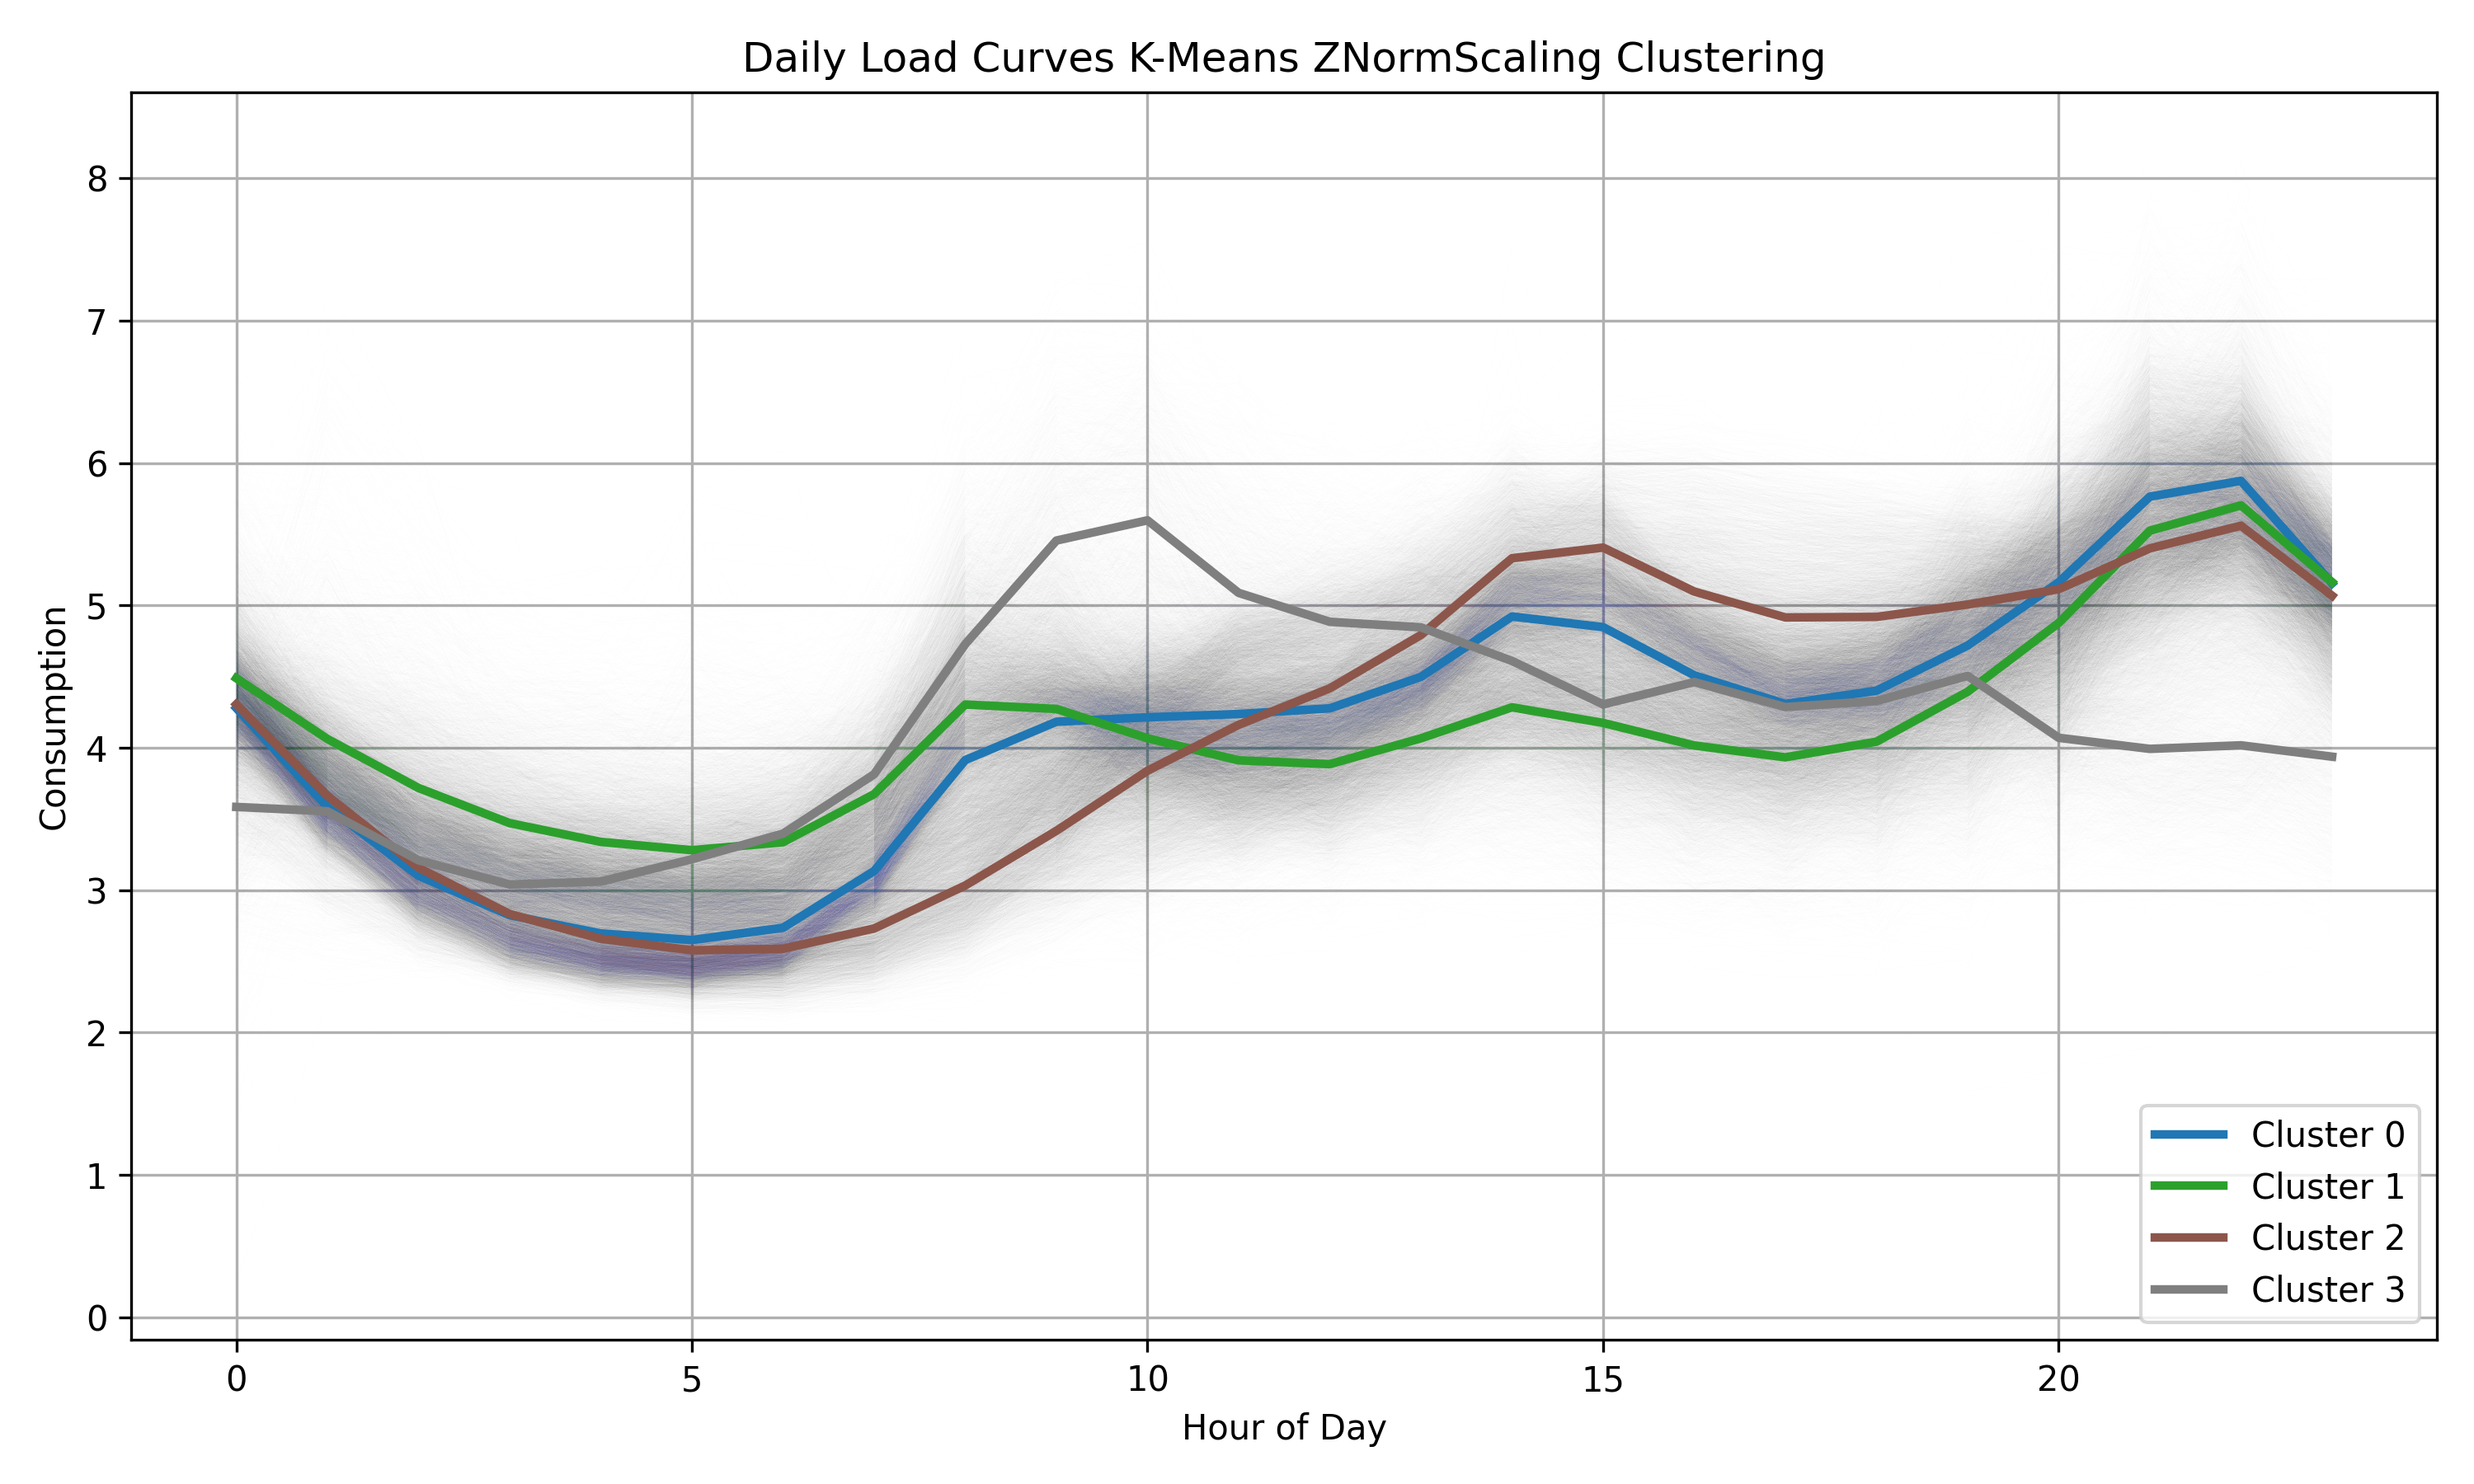 Daily Load Curves K-Means ZNormScaling Clustering
Consumption
8
7
6
5
4
3
2
1
0
0 5 10 15 20
Hour of Day
Cluster 0
Cluster 1
Cluster 2
Cluster 3